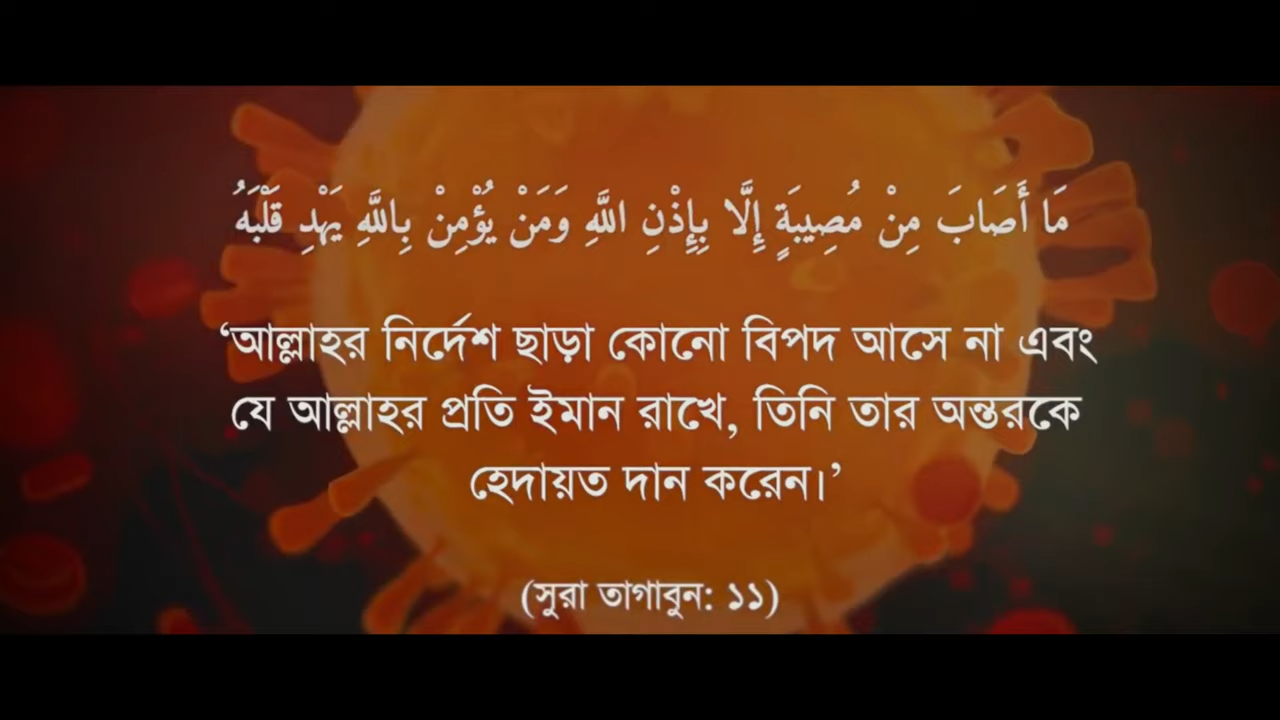 مَا أَصَابَ مِنْ مُصِيبَةٍ إِلَّا بِإِذْنِ اللَّهِ وَمَنْ يُؤْمِنْ بِاللَّهِ يَهْدِ قَلْبَهُ
‘আল্লাহর নির্দেশ ছাড়া কোনো বিপদ আসে না এবং
যে আল্লাহর প্রতি ইমান রাখে, তিনি তার অন্তরকে
হেদায়ত দান করেন।’
(সুরা তাগাবুন: ১১)